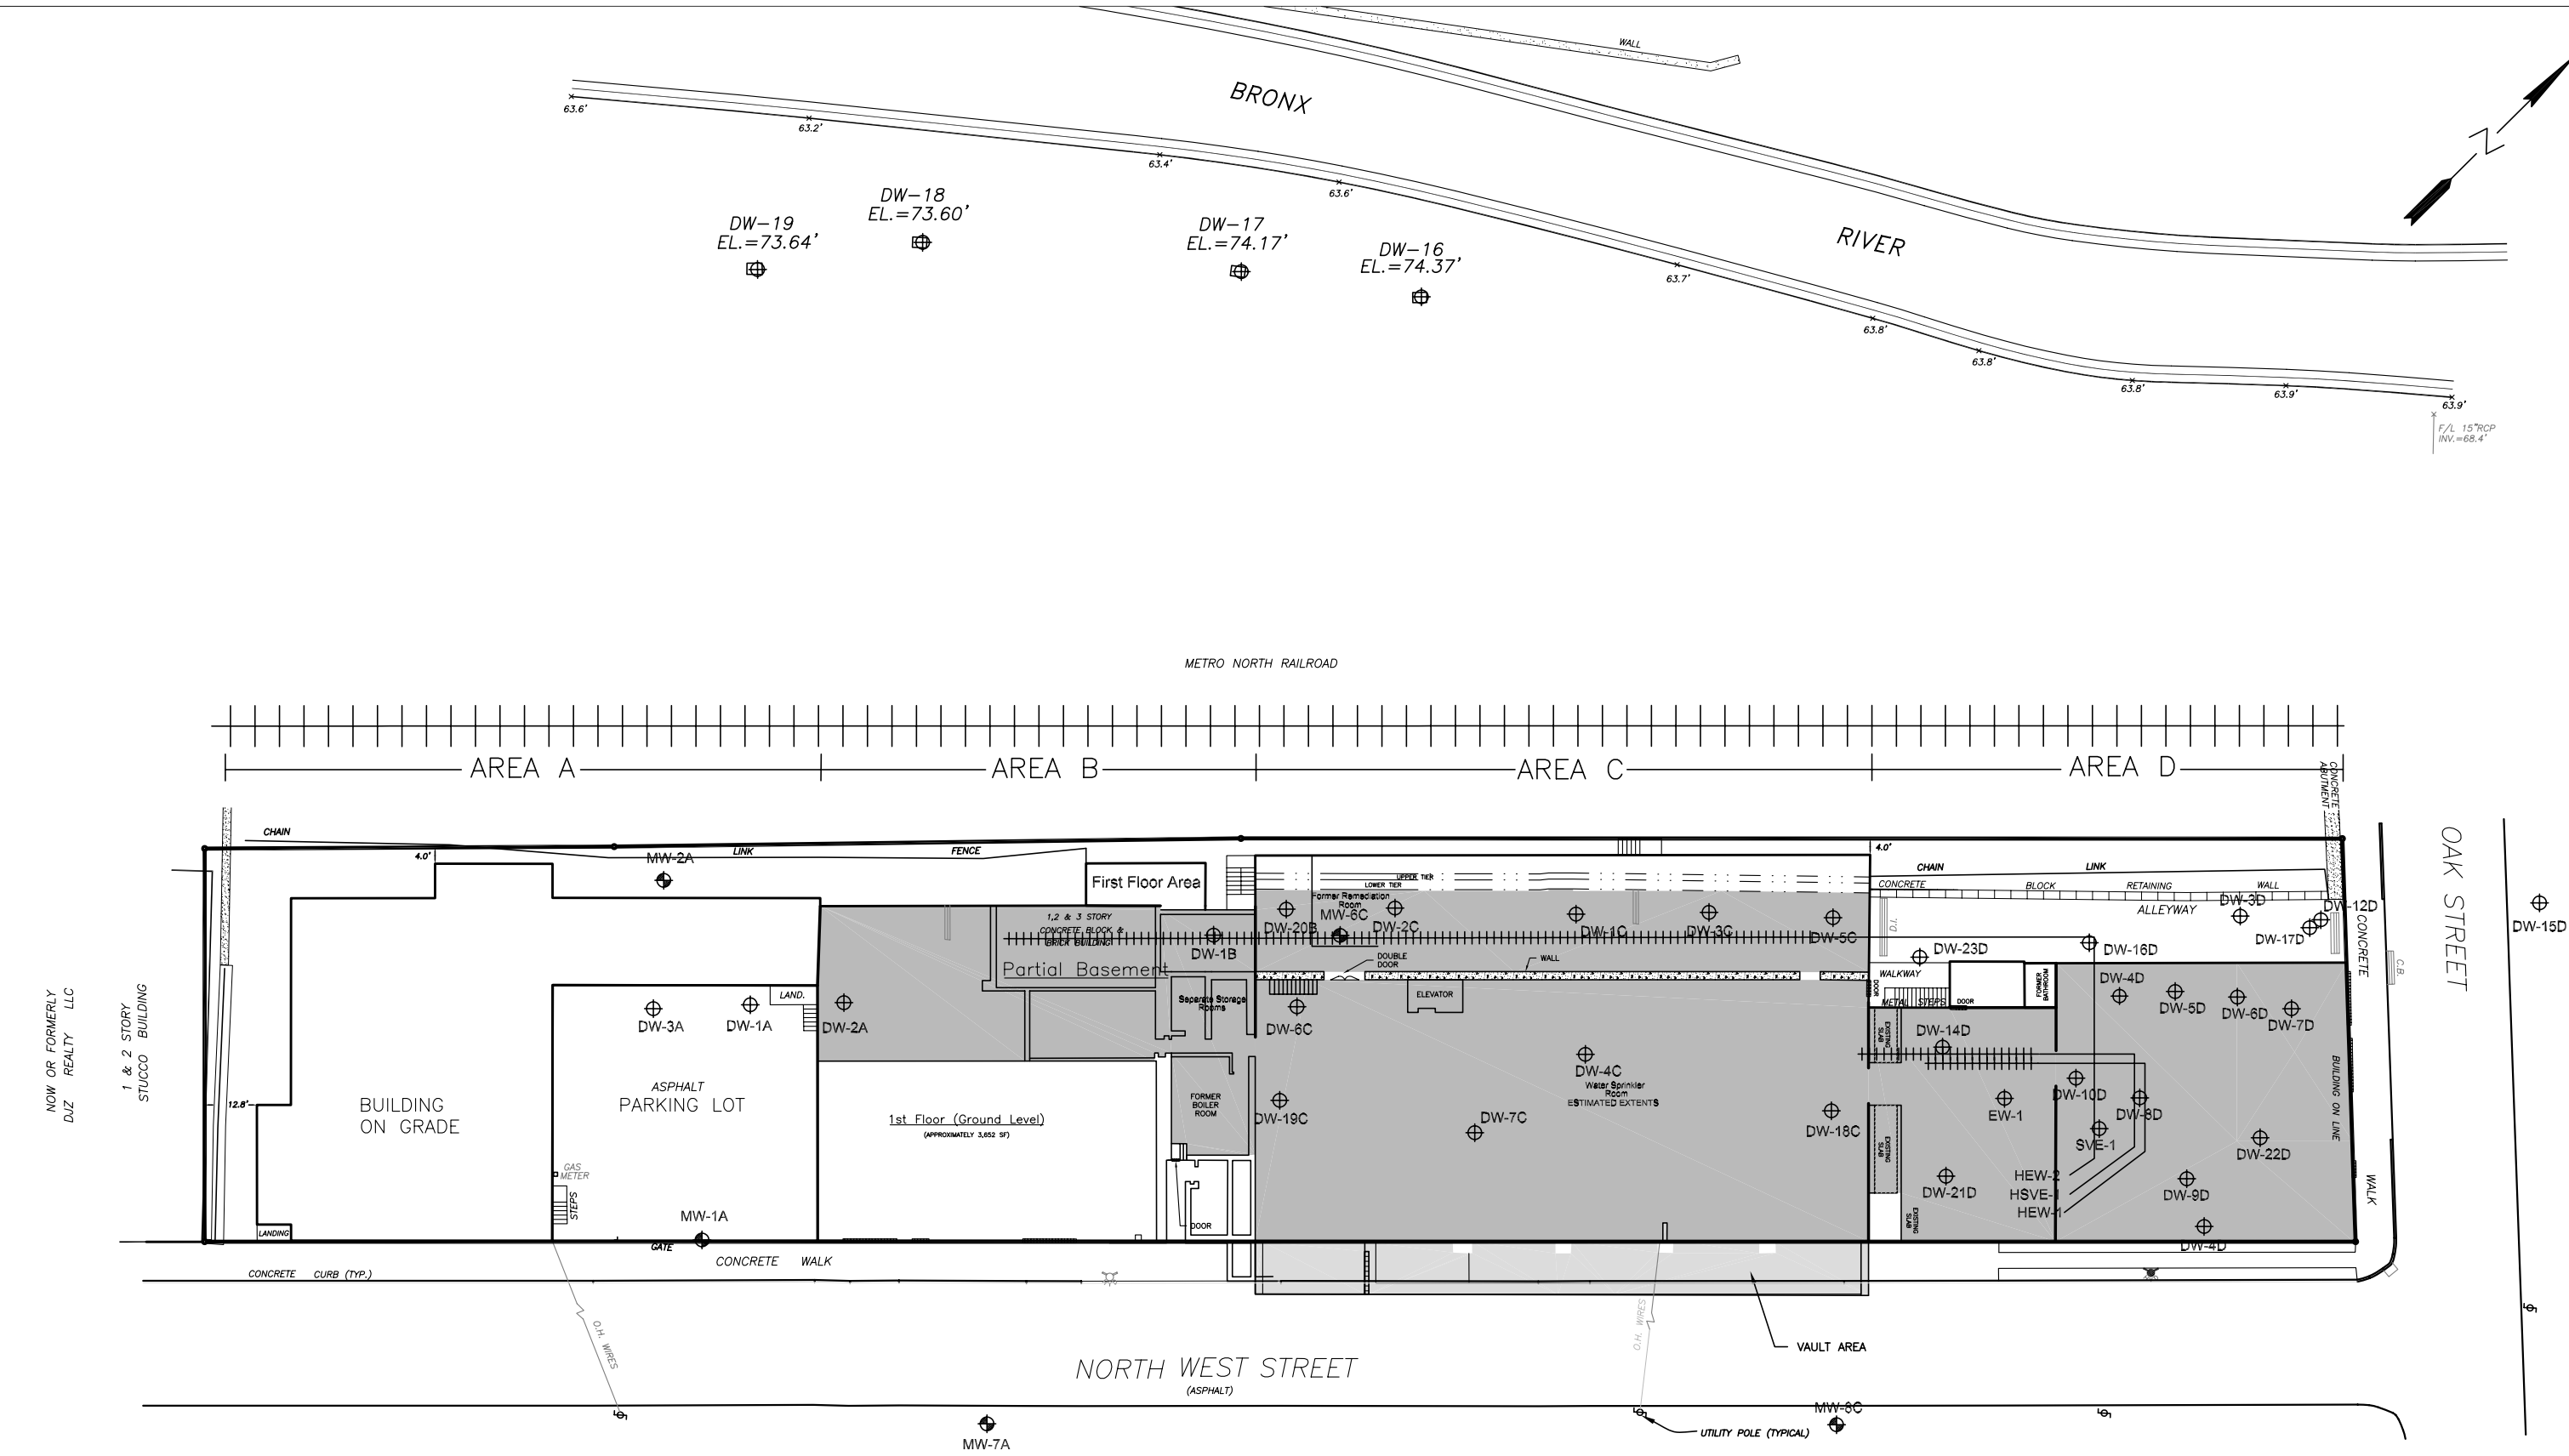 WALL
BRONX
RIVER
63.6'
63.2'
63.4'
63.6'
63.7'
63.8'
63.8'
63.8'
63.9'
63.9'
F/L 15"RCP
INV.=68.4'
N
DW-19
EL.=73.64'
DW-18
EL.=73.60'
DW-17
EL.=74.17'
DW-16
EL.=74.37'
METRO NORTH RAILROAD
AREA A
AREA B
AREA C
AREA D
CONCRETE
ABUTMENT
OAK STREET
CHAIN
LINK
FENCE
4.0'
MW-2A
First Floor Area
UPPER TIER
LOWER TIER
4.0'
CHAIN
LINK
CONCRETE
BLOCK
RETAINING
WALL
ALLEYWAY
DW-3D
DW-12D
DW-17D
DW-15D
CONCRETE
C.B.
T.D.
1,2 & 3 STORY
CONCRETE BLOCK &
BRICK BUILDING
Partial Basement
DW-1B
DW-20B
Former Remediation
Room
MW-6C
DW-2C
DW-1C
DW-3C
DW-5C
DOUBLE
DOOR
WALL
DW-23D
DW-16D
WALKWAY
DOOR
METAL STEPS
DOOR
FORMER
BATHROOM
DW-4D
DW-5D
DW-6D
DW-7D
NOW OR FORMERLY
DJZ REALTY LLC
1 & 2 STORY
STUCCO BUILDING
LAND.
DW-3A
DW-1A
DW-2A
Separate Storage
Rooms
DW-6C
ELEVATOR
EXISTING
SLAB
DW-14D
DW-4C
Water Sprinkler
Room
ESTIMATED EXTENTS
BUILDING ON LINE
12.8'
BUILDING
ON GRADE
ASPHALT
PARKING LOT
1st Floor (Ground Level)
(APPROXIMATELY 3,652 SF)
FORMER
BOILER
ROOM
DW-19C
DW-7C
DW-18C
EXISTING
SLAB
EW-1
DW-10D
DW-8D
SVE-1
DW-22D
GAS
METER
STEPS
HEW-2
HSVE-1
HEW-1
DW-21D
DW-9D
WALK
LANDING
MW-1A
GATE
DOOR
EXISTING
SLAB
DW-4D
CONCRETE WALK
CONCRETE CURB (TYP.)
O.H. WIRES
O.H. WIRES
VAULT AREA
NORTH WEST STREET
(ASPHALT)
MW-7A
MW-8C
UTILITY POLE (TYPICAL)